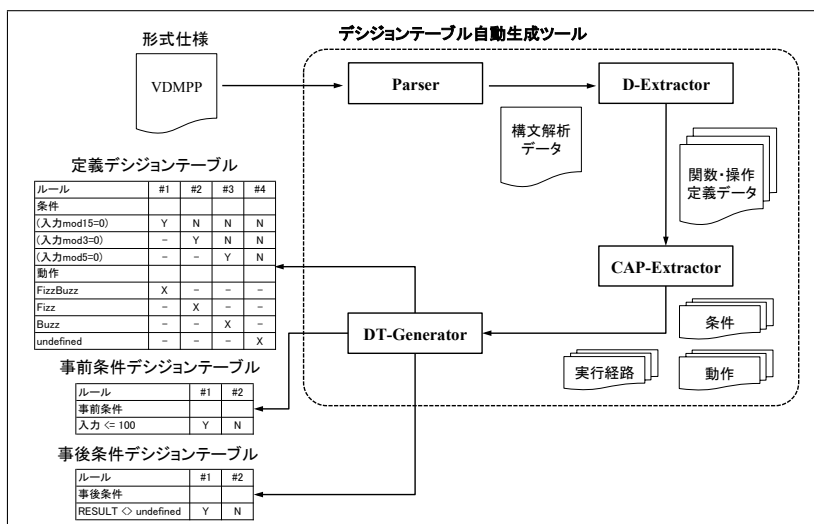 形式仕様
VDMPP
デシジョンテーブル自動生成ツール
Parser
D-Extractor
構文解析
データ
関数・操作
定義データ
CAP-Extractor
条件
動作
実行経路
DT-Generator
定義デシジョンテーブル
ルール #1 #2 #3 #4
条件
(入力mod15=0) Y N N N
(入力mod3=0) - Y N N
(入力mod5=0) - - Y N
動作
FizzBuzz X - - -
Fizz - X - -
Buzz - - X -
undefined - - - X
事前条件デシジョンテーブル
ルール #1 #2
事前条件
入力 <= 100 Y N
事後条件デシジョンテーブル
ルール #1 #2
事後条件
RESULT <> undefined Y N